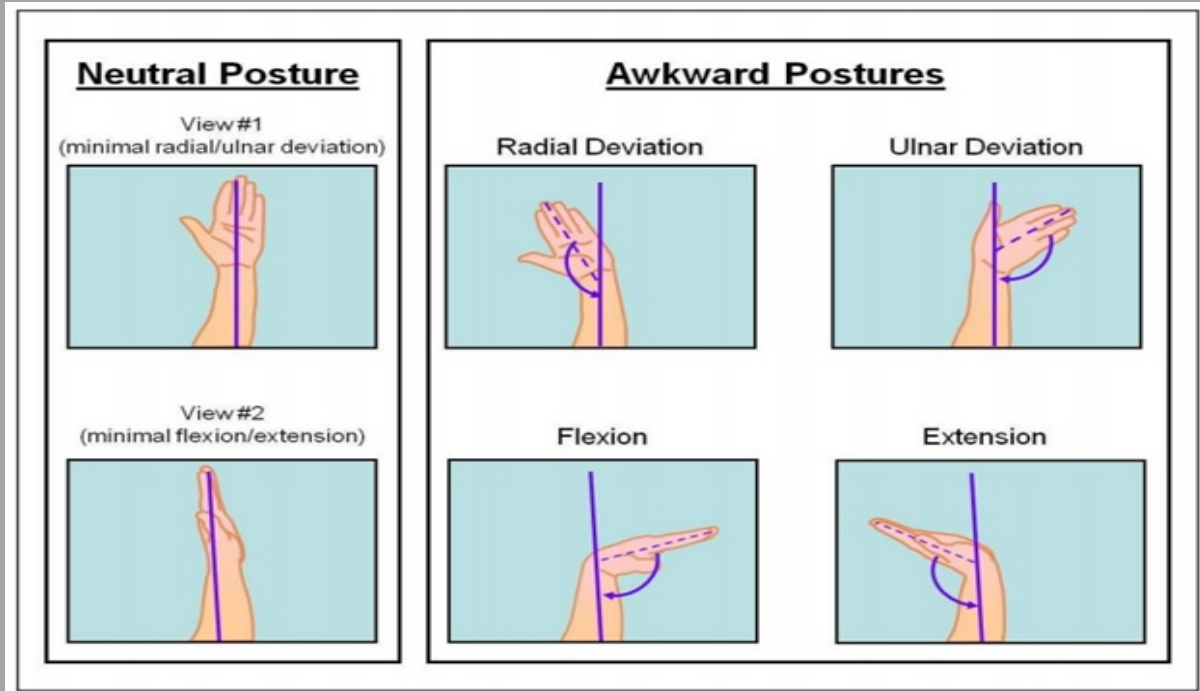 Neutral Posture
View #1
(minimal radial/ulnar deviation)
View #2
(minimal flexion/extension)
Awkward Postures
Radial Deviation
Ulnar Deviation
Flexion
Extension